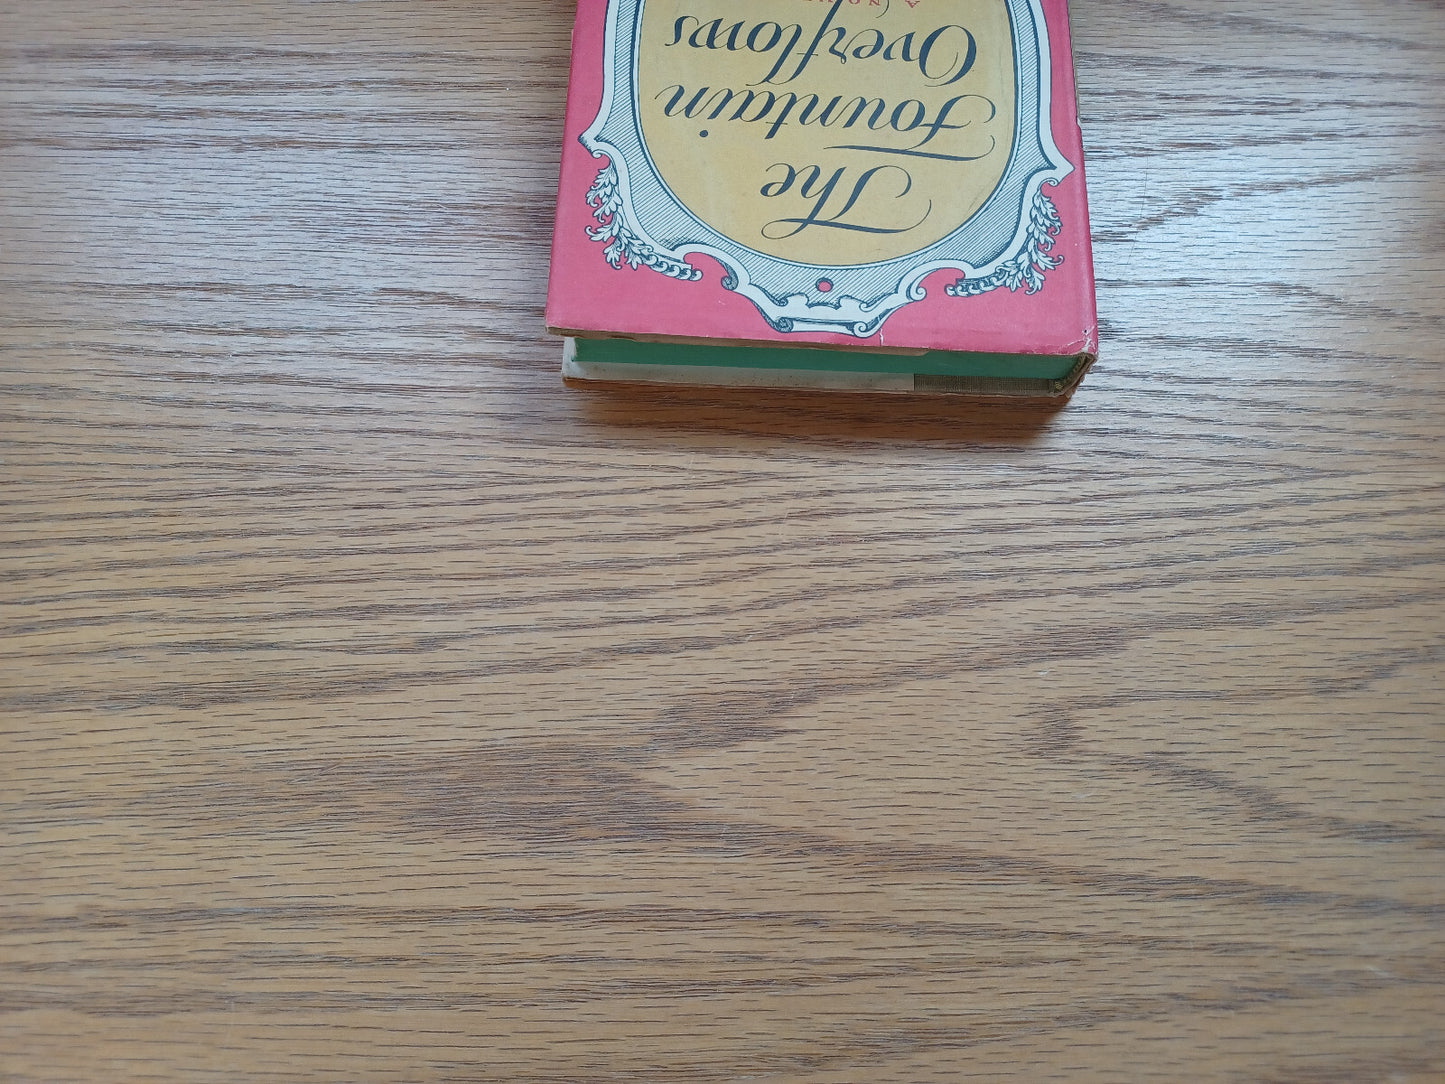 The
Fountain
Overflows
A